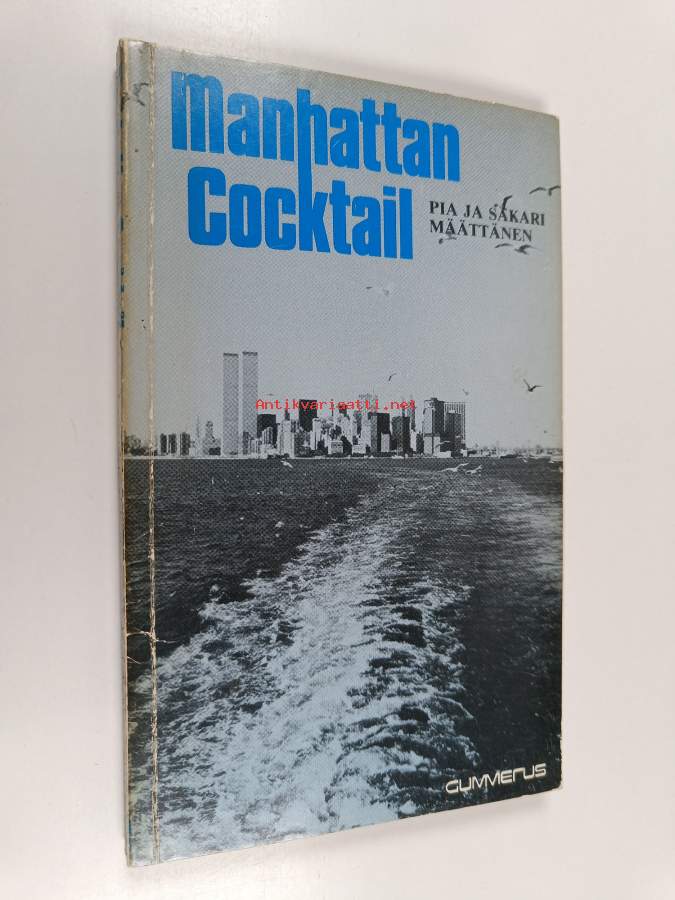 Manhattan
Cocktail
PIA JA SAKARI
MÄÄTTÄNEN
Antikvariaatti.net
GUMMERUS